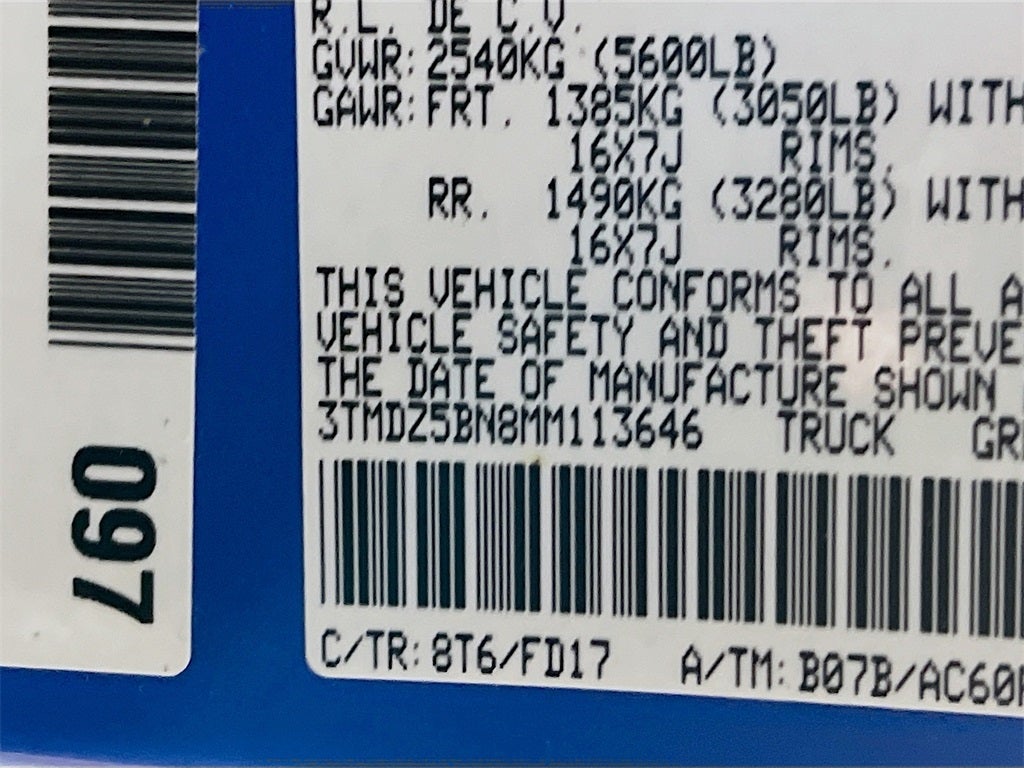 R.L. DE C.V.
GVWR: 2540KG (5600LB)
GAWR: FRT. 1385KG (3050LB) WITH
16X7J RIMS.
RR. 1490KG (3280LB) WITH
16X7J RIMS.
THIS VEHICLE CONFORMS TO ALL A
VEHICLE SAFETY AND THEFT PREVE
THE DATE OF MANUFACTURE SHOWN
3TMDZ5BN8MM113646 TRUCK GR
C/TR: 8T6/FD17 A/TM: B07B/AC60
097